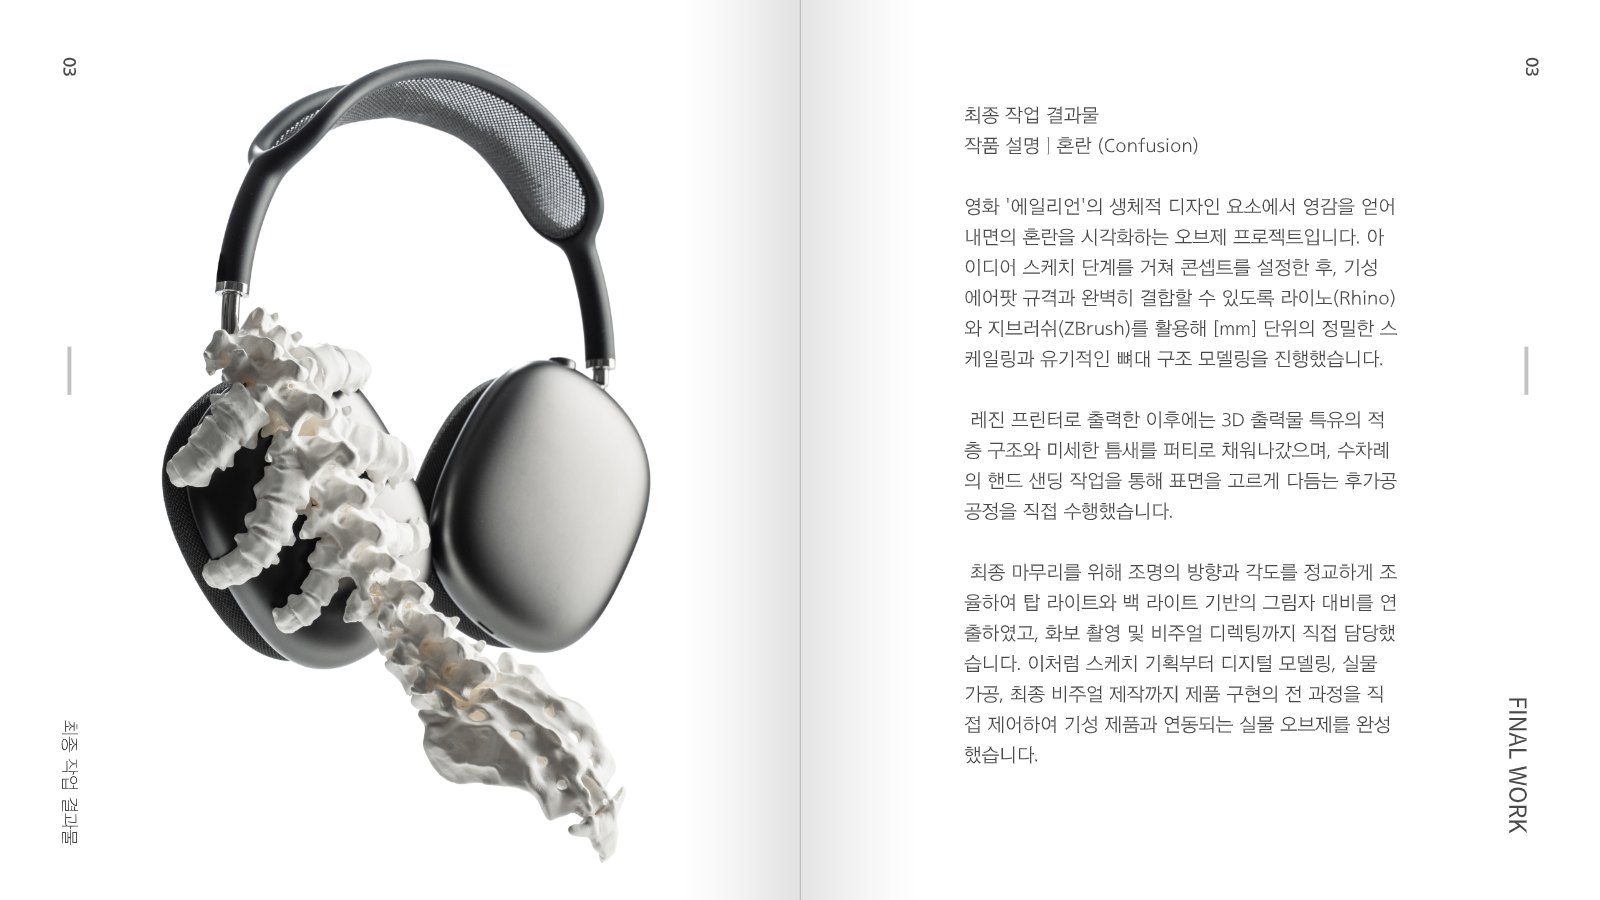 03
최종 작업 결과물
03
최종 작업 결과물
작품 설명 | 혼란 (Confusion)
영화 '에일리언'의 생체적 디자인 요소에서 영감을 얻어
내면의 혼란을 시각화하는 오브제 프로젝트입니다. 아
이디어 스케치 단계를 거쳐 콘셉트를 설정한 후, 기성
에어팟 규격과 완벽히 결합할 수 있도록 라이노(Rhino)
와 지브러쉬(ZBrush)를 활용해 [mm] 단위의 정밀한 스
케일링과 유기적인 뼈대 구조 모델링을 진행했습니다.
레진 프린터로 출력한 이후에는 3D 출력물 특유의 적
층 구조와 미세한 틈새를 퍼티로 채워나갔으며, 수차례
의 핸드 샌딩 작업을 통해 표면을 고르게 다듬는 후가공
공정을 직접 수행했습니다.
최종 마무리를 위해 조명의 방향과 각도를 정교하게 조
율하여 탑 라이트와 백 라이트 기반의 그림자 대비를 연
출하였고, 화보 촬영 및 비주얼 디렉팅까지 직접 담당했
습니다. 이처럼 스케치 기획부터 디지털 모델링, 실물
가공, 최종 비주얼 제작까지 제품 구현의 전 과정을 직
접 제어하여 기성 제품과 연동되는 실물 오브제를 완성
했습니다.
FINAL WORK